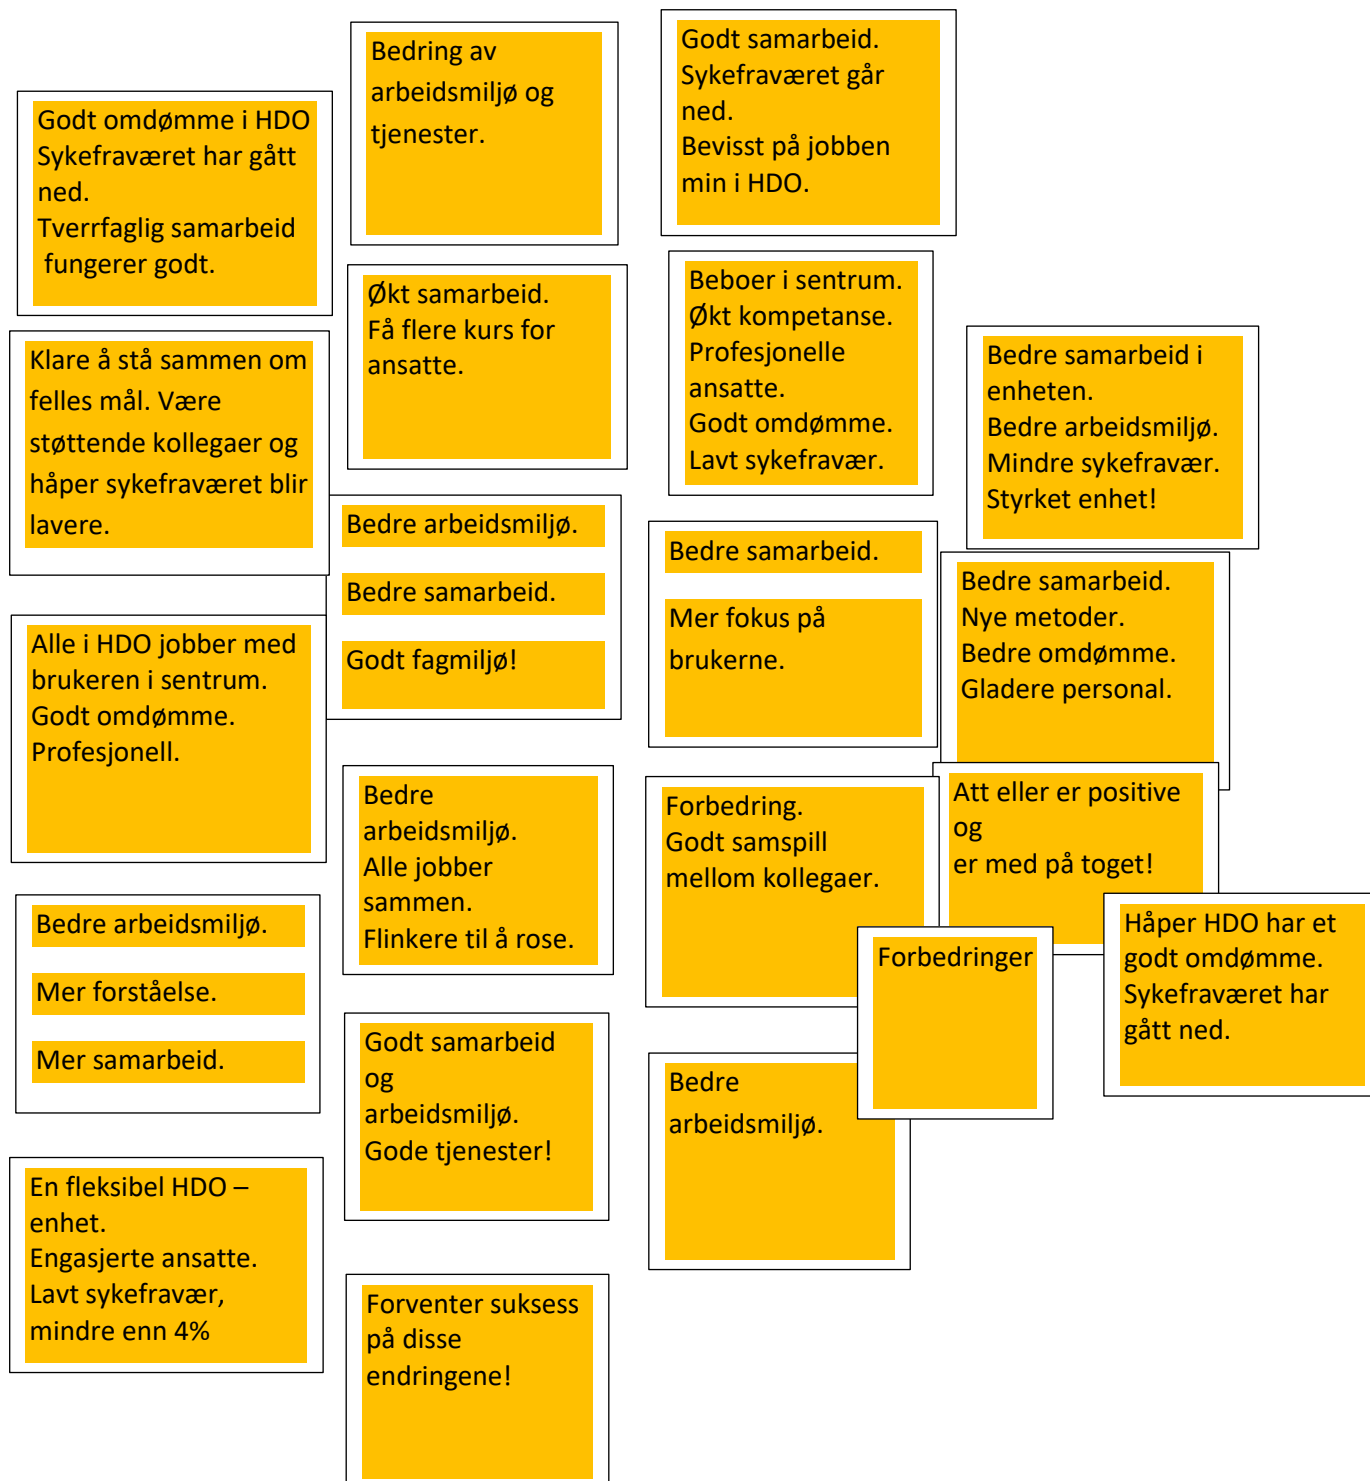 Godt omdømme i HDO
Sykefraværet har gått
ned.
Tverrfaglig samarbeid
fungerer godt.
Klare å stå sammen om
felles mål. Være
støttende kollegaer og
håper sykefraværet blir
lavere.
Alle i HDO jobber med
brukeren i sentrum.
Godt omdømme.
Profesjonell.
Bedre arbeidsmiljø.
Mer forståelse.
Mer samarbeid.
En fleksibel HDO –
enhet.
Engasjerte ansatte.
Lavt sykefravær,
mindre enn 4%
Bedring av
arbeidsmiljø og
tjenester.
Økt samarbeid.
Få flere kurs for
ansatte.
Bedre arbeidsmiljø.
Bedre samarbeid.
Godt fagmiljø!
Bedre
arbeidsmiljø.
Alle jobber
sammen.
Flinkere til å rose.
Godt samarbeid
og
arbeidsmiljø.
Gode tjenester!
Forventer suksess
på disse
endringene!
Godt samarbeid.
Sykefraværet går
ned.
Bevisst på jobben
min i HDO.
Beboer i sentrum.
Økt kompetanse.
Profesjonelle
ansatte.
Godt omdømme.
Lavt sykefravær.
Bedre samarbeid.
Mer fokus på
brukerne.
Forbedring.
Godt samspill
mellom kollegaer.
Bedre
arbeidsmiljø.
Bedre samarbeid i
enheten.
Bedre arbeidsmiljø.
Mindre sykefravær.
Styrket enhet!
Bedre samarbeid.
Nye metoder.
Bedre omdømme.
Gladere personal.
Att eller er positive
og
er med på toget!
Forbedringer
Håper HDO har et
godt omdømme.
Sykefraværet har
gått ned.